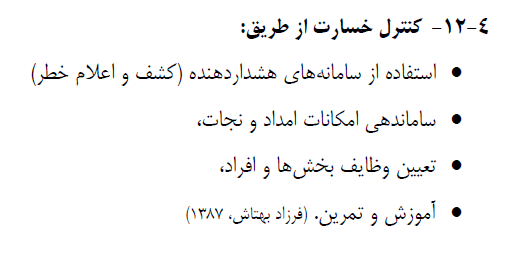 ۴-۱۲- کنترل خسارت از طریق:
• استفاده از سامانه‌های هشداردهنده (کشف و اعلام خطر)
• ساماندهی امکانات امداد و نجات،
• تعیین وظایف بخش‌ها و افراد،
• آموزش و تمرین. (فرزاد بهتاش، ۱۳۸۷)